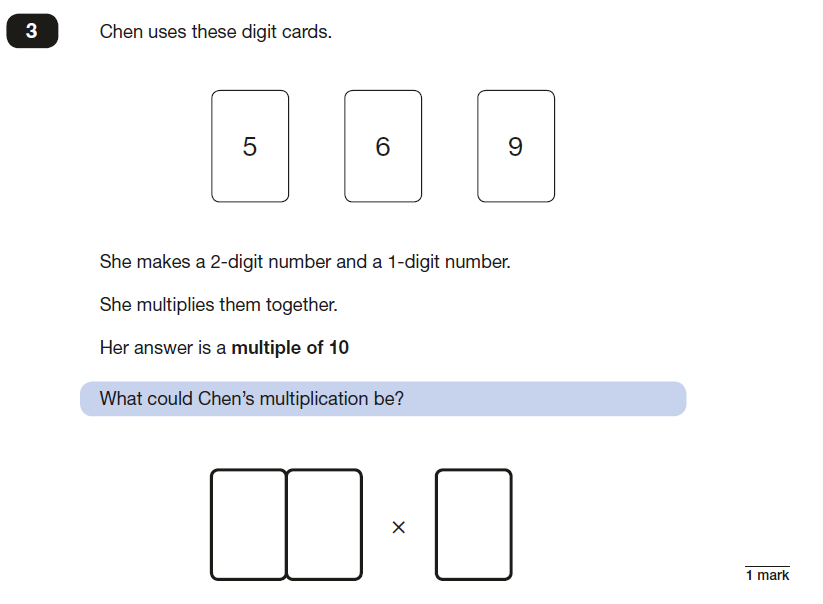 3 Chen uses these digit cards.
5 6 9
She makes a 2-digit number and a 1-digit number.
She multiplies them together.
Her answer is a multiple of 10
What could Chen’s multiplication be?
×
1 mark